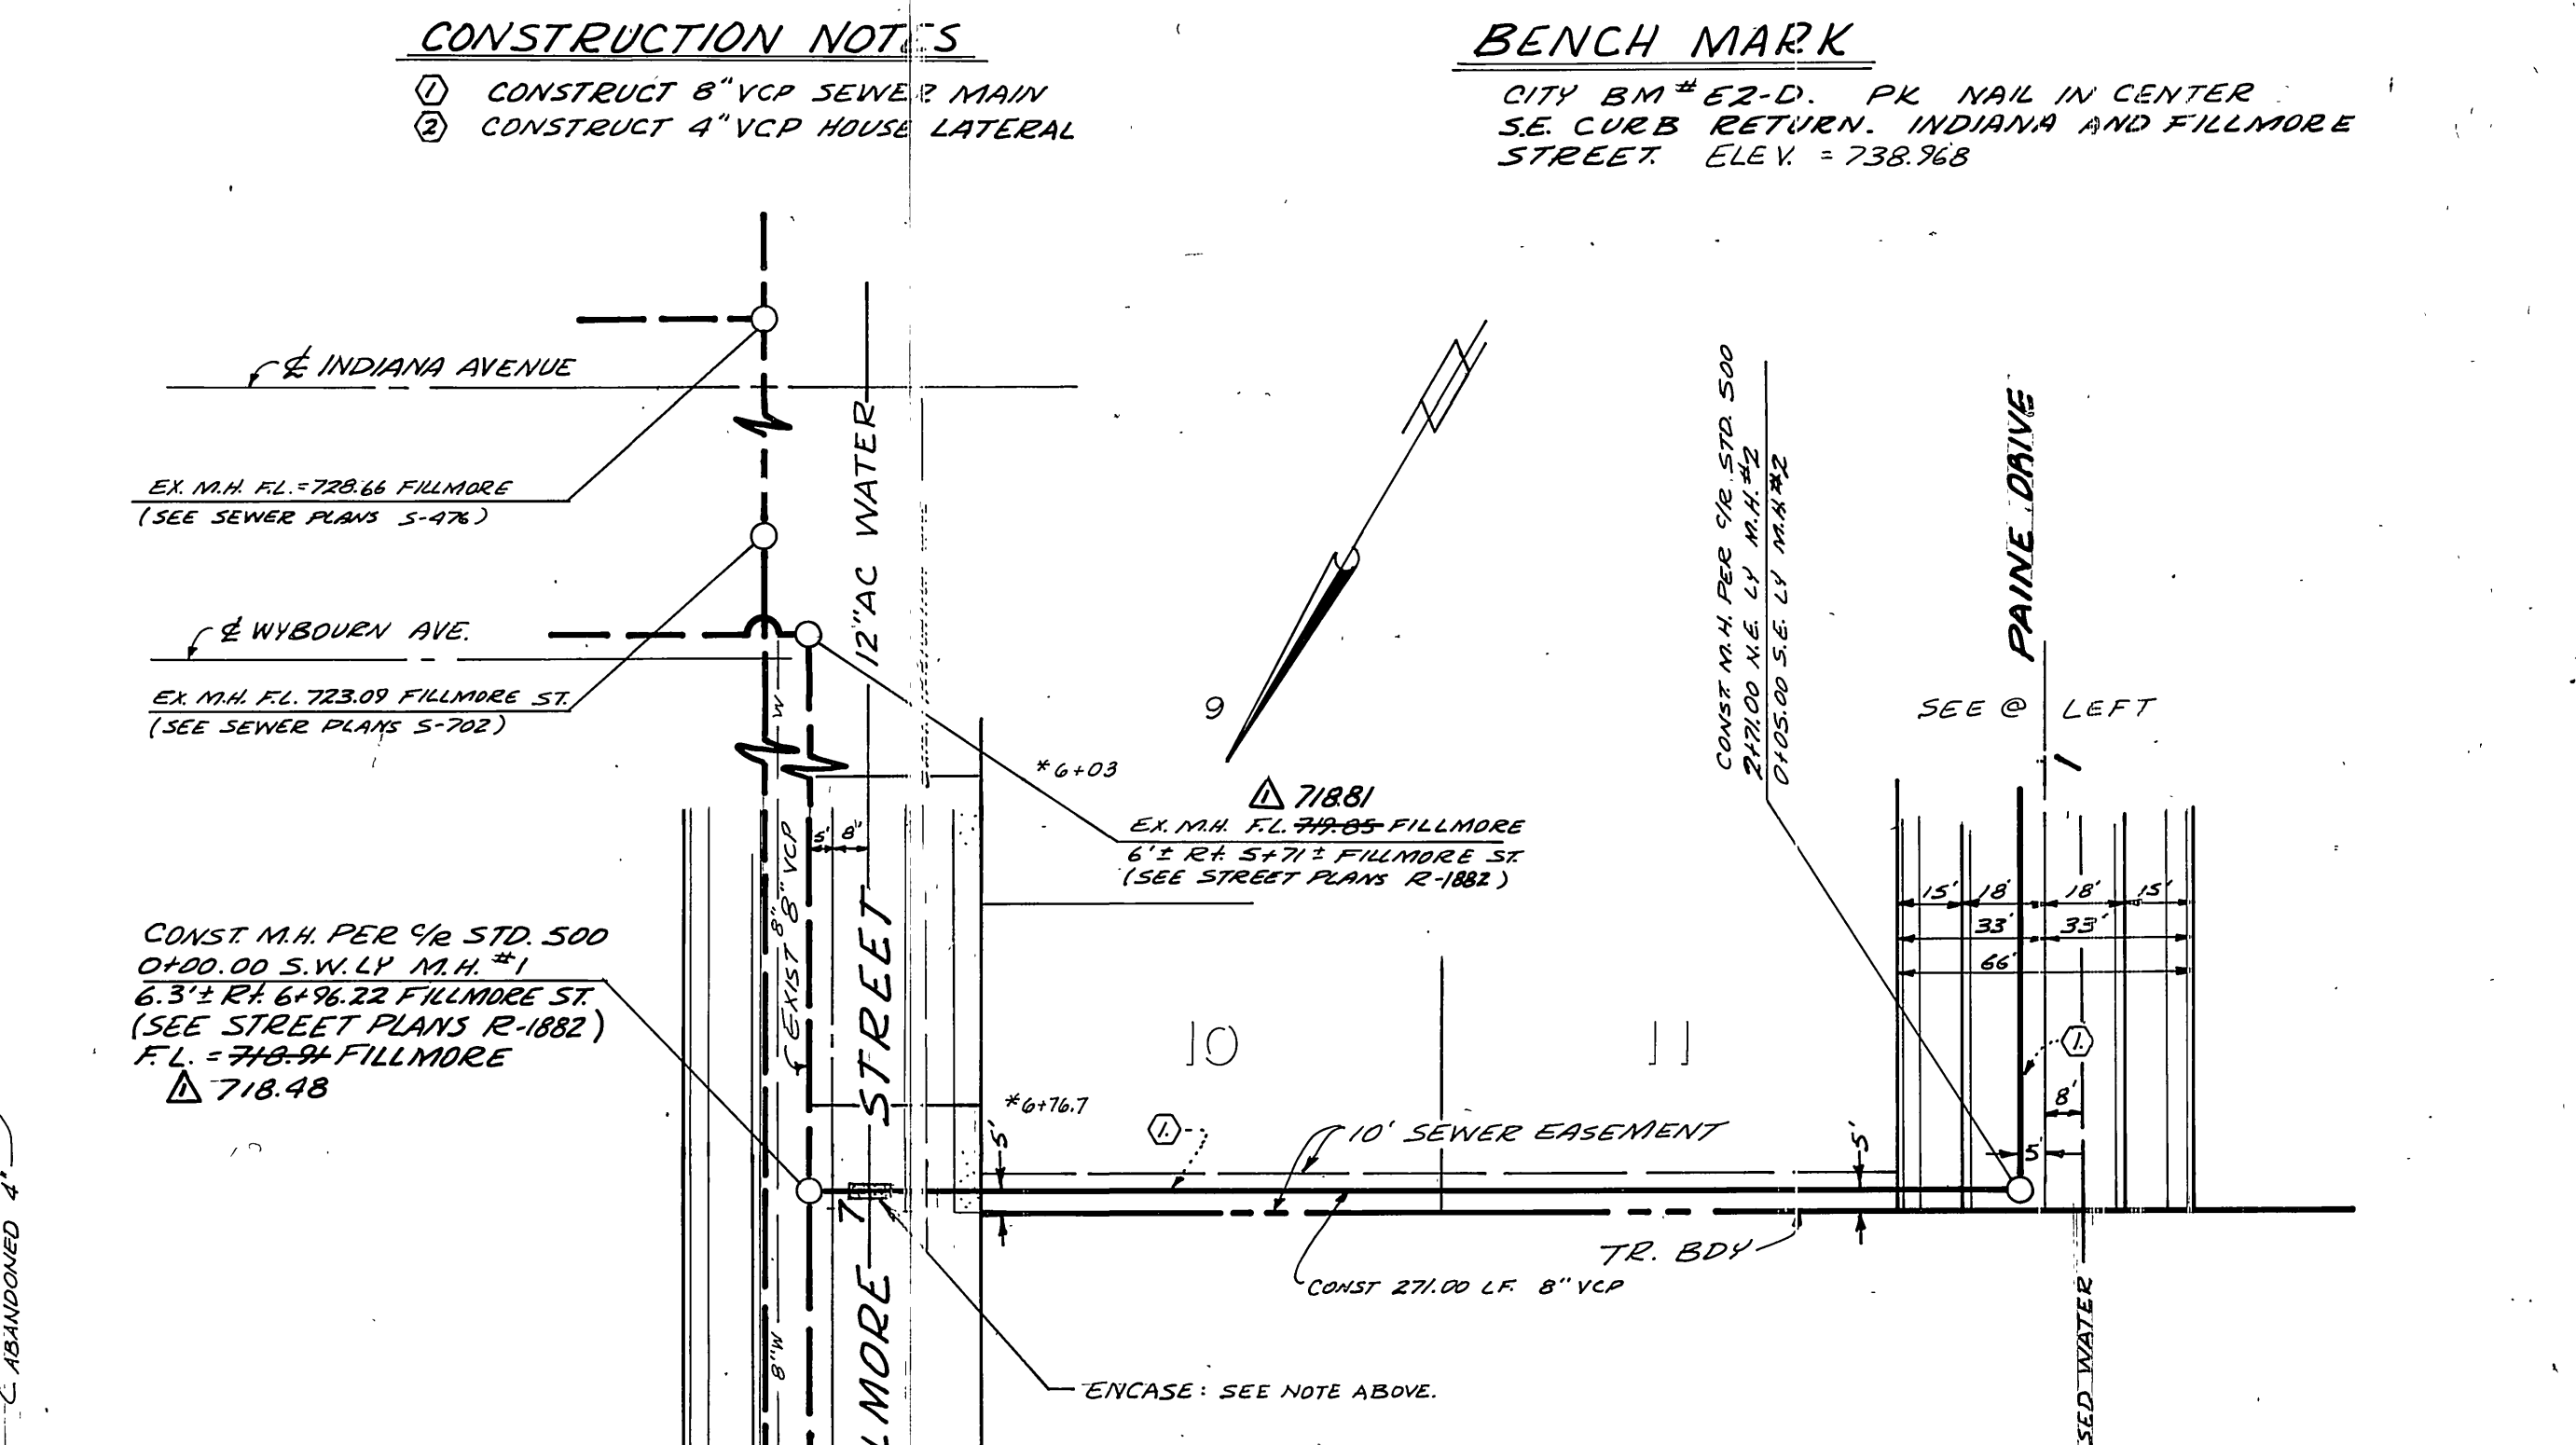 CONSTRUCTION NOTES
1 CONSTRUCT 8" VCP SEWER MAIN
2 CONSTRUCT 4" VCP HOUSE LATERAL
BENCH MARK
CITY BM # E2-D. PK NAIL IN CENTER
S.E. CURB RETURN. INDIANA AND FILLMORE
STREET. ELEV. = 738.968
℄ INDIANA AVENUE
EX. M.H. F.L. = 728.66 FILLMORE
(SEE SEWER PLANS S-476)
℄ WYBOURN AVE.
EX. M.H. F.L. 723.09 FILLMORE ST.
(SEE SEWER PLANS S-702)
12" AC WATER
W
*6+03
9
1 718.81
EX. M.H. F.L. 719.85 FILLMORE
6'± Rt. 5+71± FILLMORE ST.
(SEE STREET PLANS R-1882)
5' 8'
EXIST 8" VCP
8"
CONST. M.H. PER C/R STD. 500
0+00.00 S.W. LY M.H. #1
6.3'± Rt. 6+96.22 FILLMORE ST.
(SEE STREET PLANS R-1882)
F.L. = 718.91 FILLMORE
1 718.48
CONST. M.H. PER C/R STD. 500
2+71.00 N.E. LY M.H. #2
0+05.00 S.E. LY M.H. #2
PAINE DRIVE
SEE @ LEFT
1
15' 18' 18' 15'
33' 33'
66'
1.
8'
5'
10
11
*6+76.7
5'
1.
10' SEWER EASEMENT
5'
7
TR. BDY
CONST 271.00 LF. 8" VCP
ENCASE: SEE NOTE ABOVE.
8"W
LMORE STREET
ABANDONED 4"
SED WATER